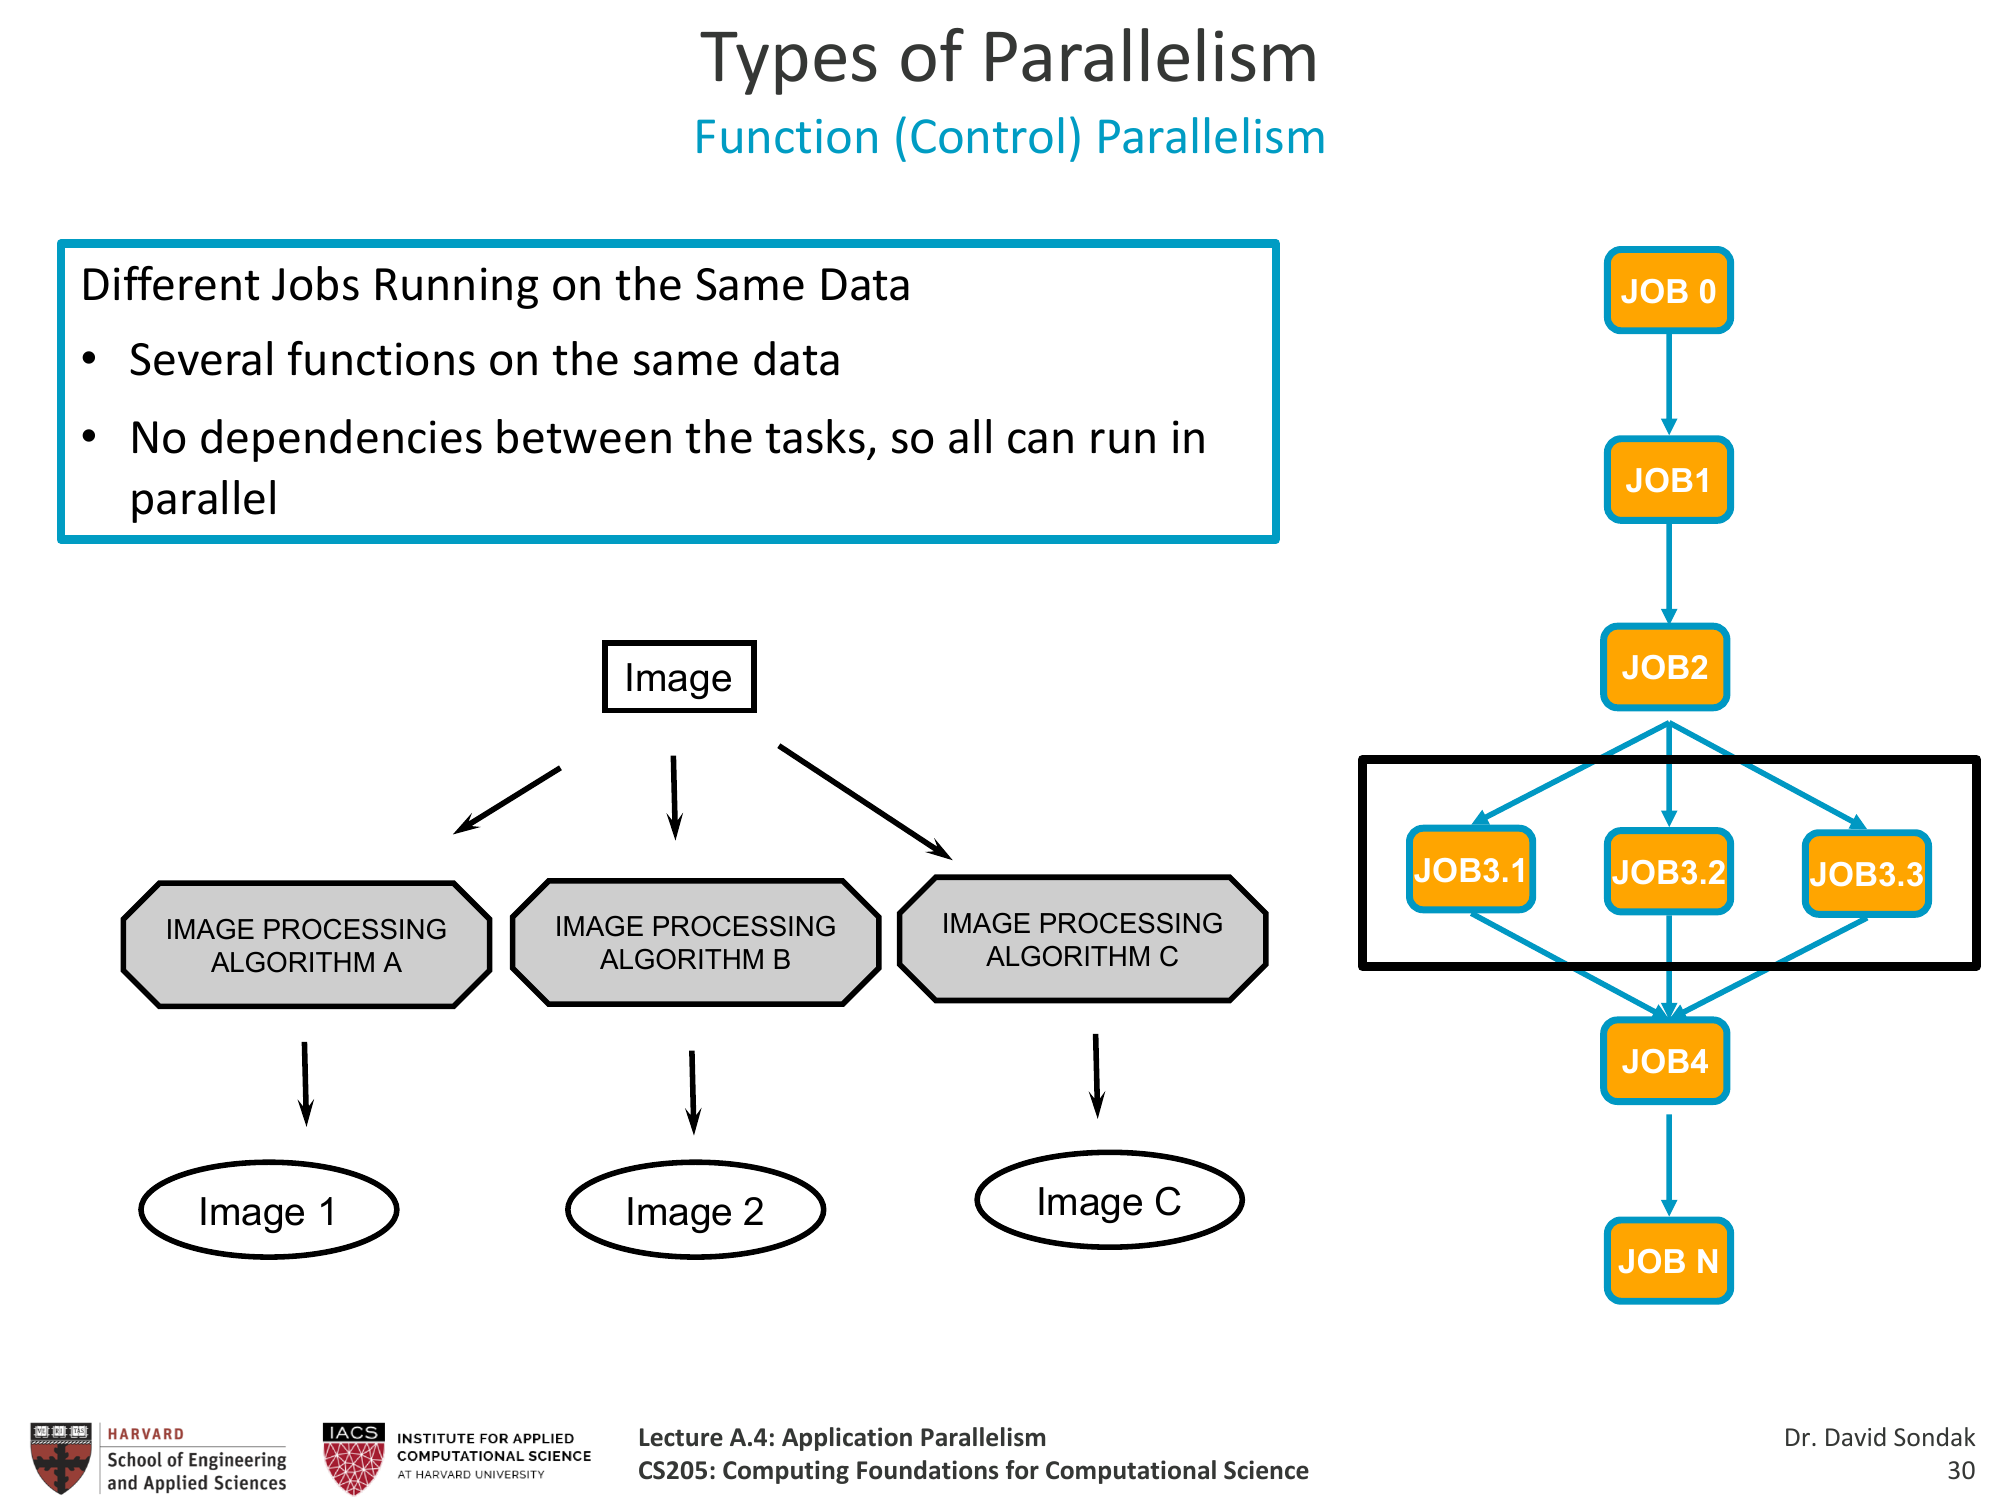 Types of Parallelism
Function (Control) Parallelism
Different Jobs Running on the Same Data
• Several functions on the same data
• No dependencies between the tasks, so all can run in
parallel
Image
IMAGE PROCESSING
ALGORITHM A
IMAGE PROCESSING
ALGORITHM B
IMAGE PROCESSING
ALGORITHM C
Image 1
Image 2
Image C
JOB 0
JOB1
JOB2
JOB3.1
JOB3.2
JOB3.3
JOB4
JOB N
HARVARD
School of Engineering
and Applied Sciences
IACS
INSTITUTE FOR APPLIED
COMPUTATIONAL SCIENCE
AT HARVARD UNIVERSITY
Lecture A.4: Application Parallelism
CS205: Computing Foundations for Computational Science
Dr. David Sondak
30